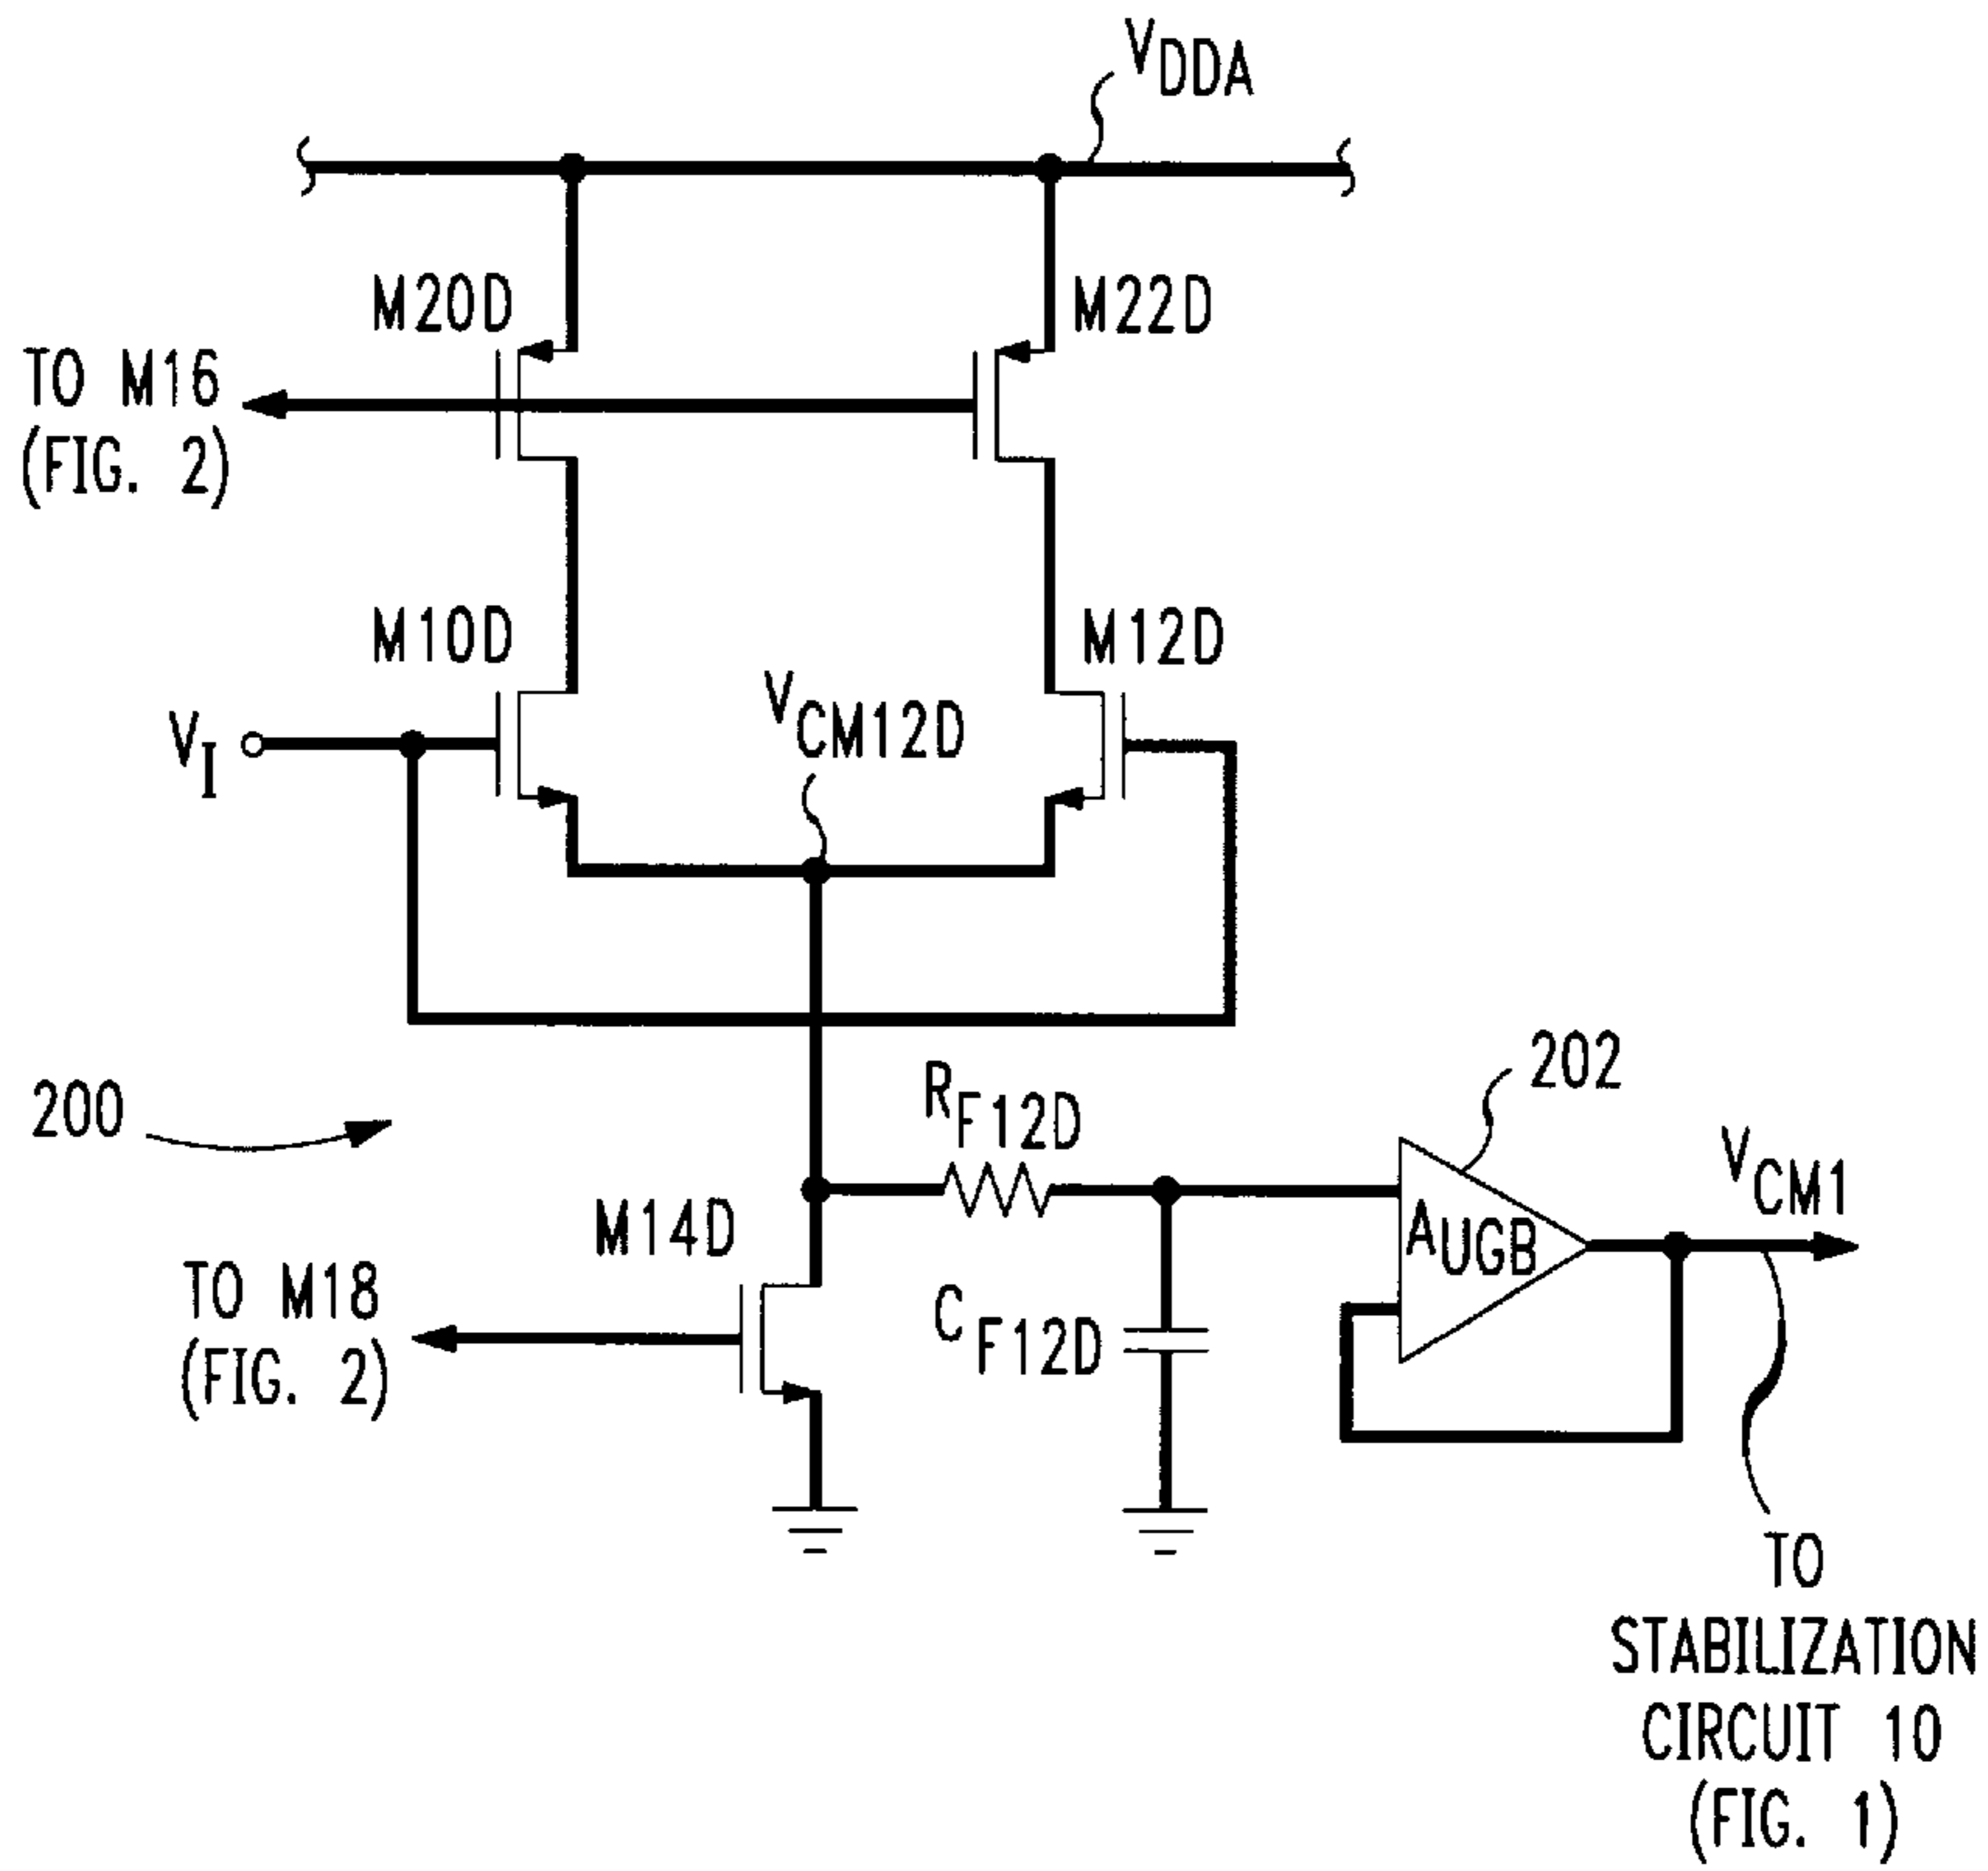 VDDA
M20D
M22D
TO M16
(FIG. 2)
M10D
M12D
VCM12D
VI
200
RF12D
202
VCM1
M14D
AUGB
TO M18
(FIG. 2)
CF12D
TO
STABILIZATION
CIRCUIT 10
(FIG. 1)